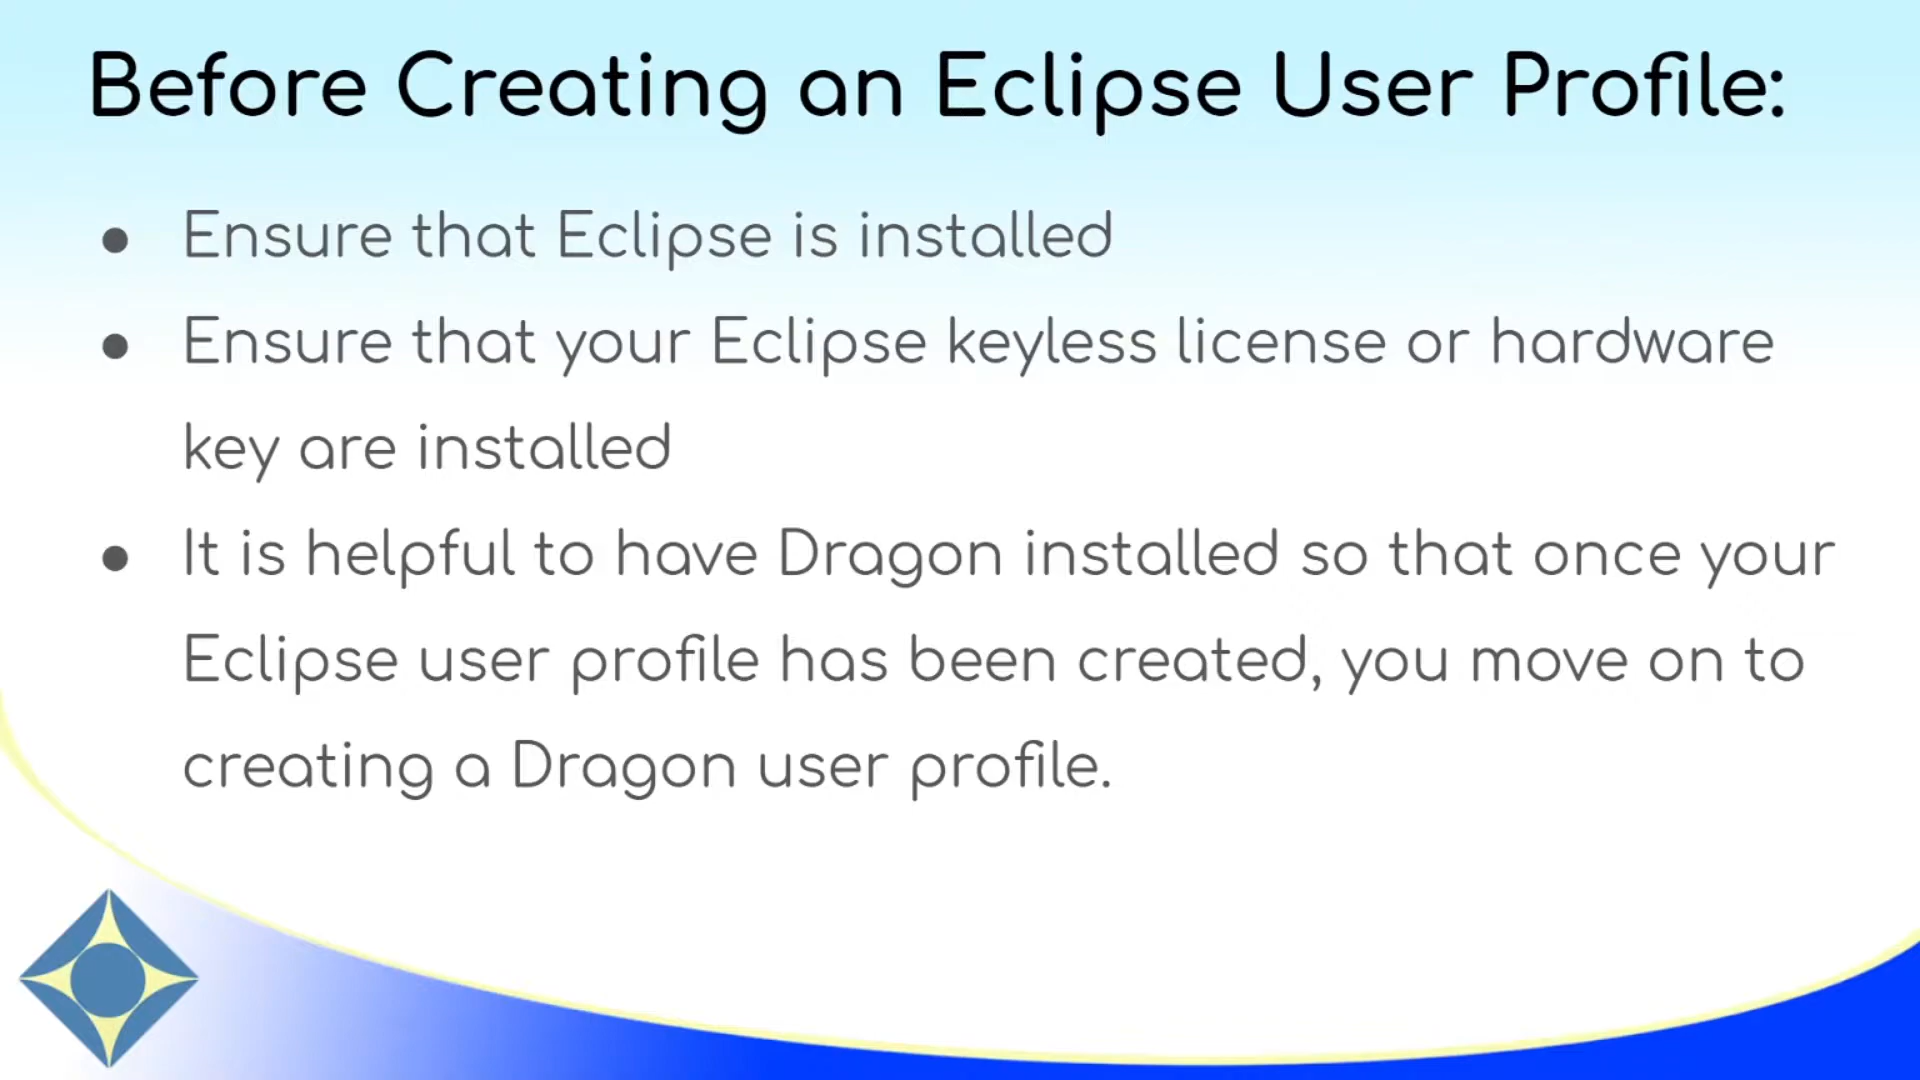 Before Creating an Eclipse User Profile:
● Ensure that Eclipse is installed
● Ensure that your Eclipse keyless license or hardware
key are installed
● It is helpful to have Dragon installed so that once your
Eclipse user profile has been created, you move on to
creating a Dragon user profile.